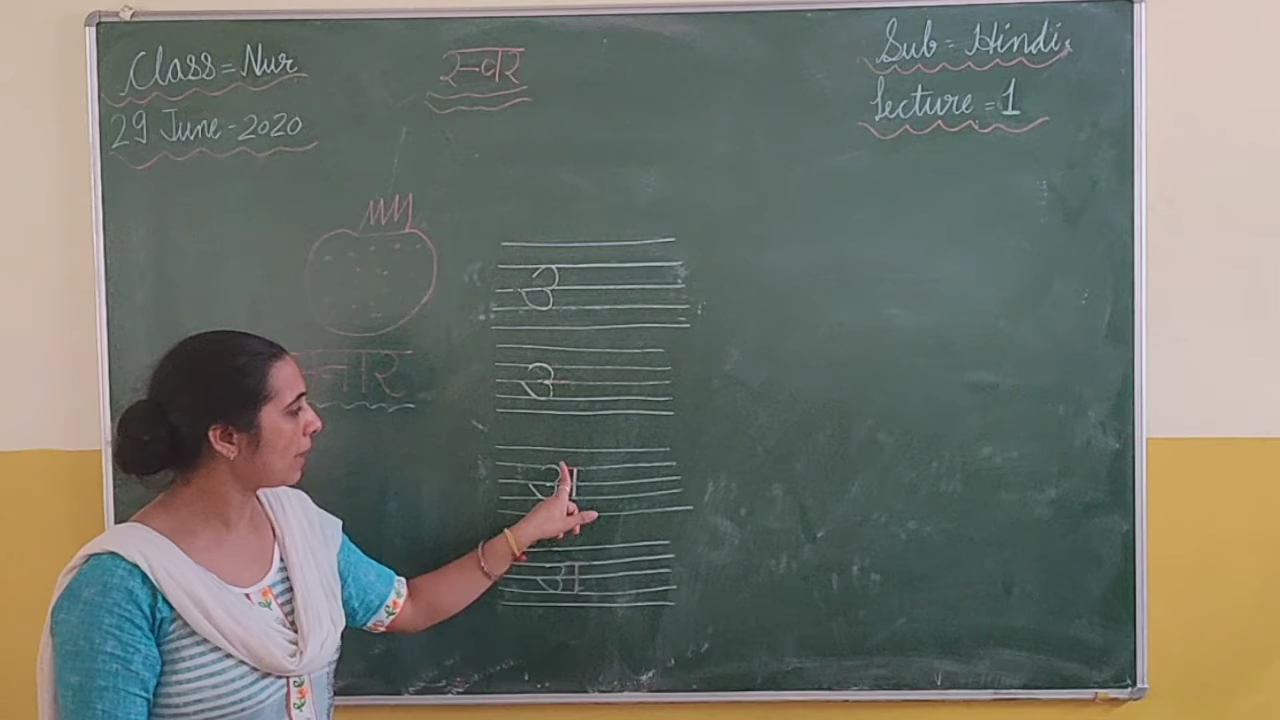 Class = Nur
29 June - 2020
स्वर
Sub = Hindi
Lecture = 1
अ